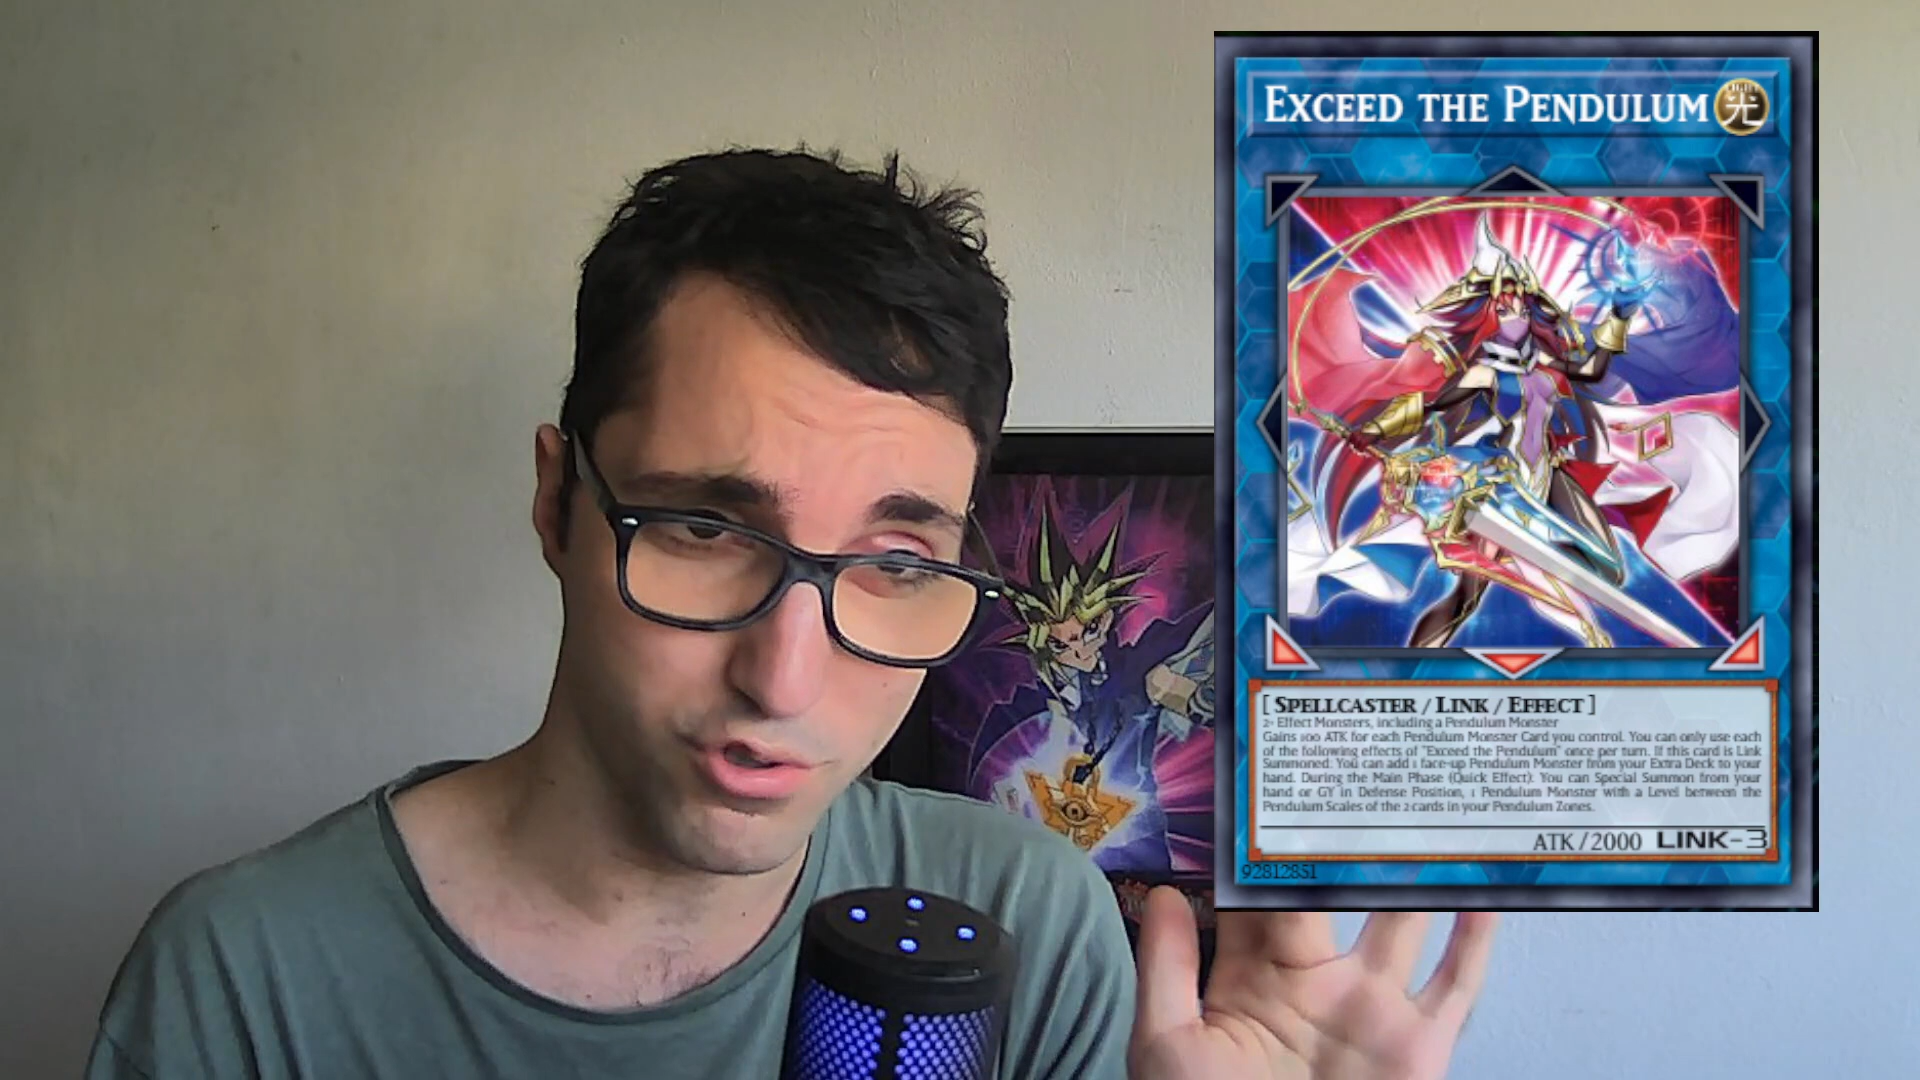 EXCEED THE PENDULUM
光
[ SPELLCASTER / LINK / EFFECT ]
2+ Effect Monsters, including a Pendulum Monster
Gains 100 ATK for each Pendulum Monster Card you control. You can only use each
of the following effects of "Exceed the Pendulum" once per turn. If this card is Link
Summoned: You can add 1 face-up Pendulum Monster from your Extra Deck to your
hand. During the Main Phase (Quick Effect): You can Special Summon from your
hand or GY in Defense Position, 1 Pendulum Monster with a Level between the
Pendulum Scales of the 2 cards in your Pendulum Zones.
ATK/2000 LINK-3
92812851